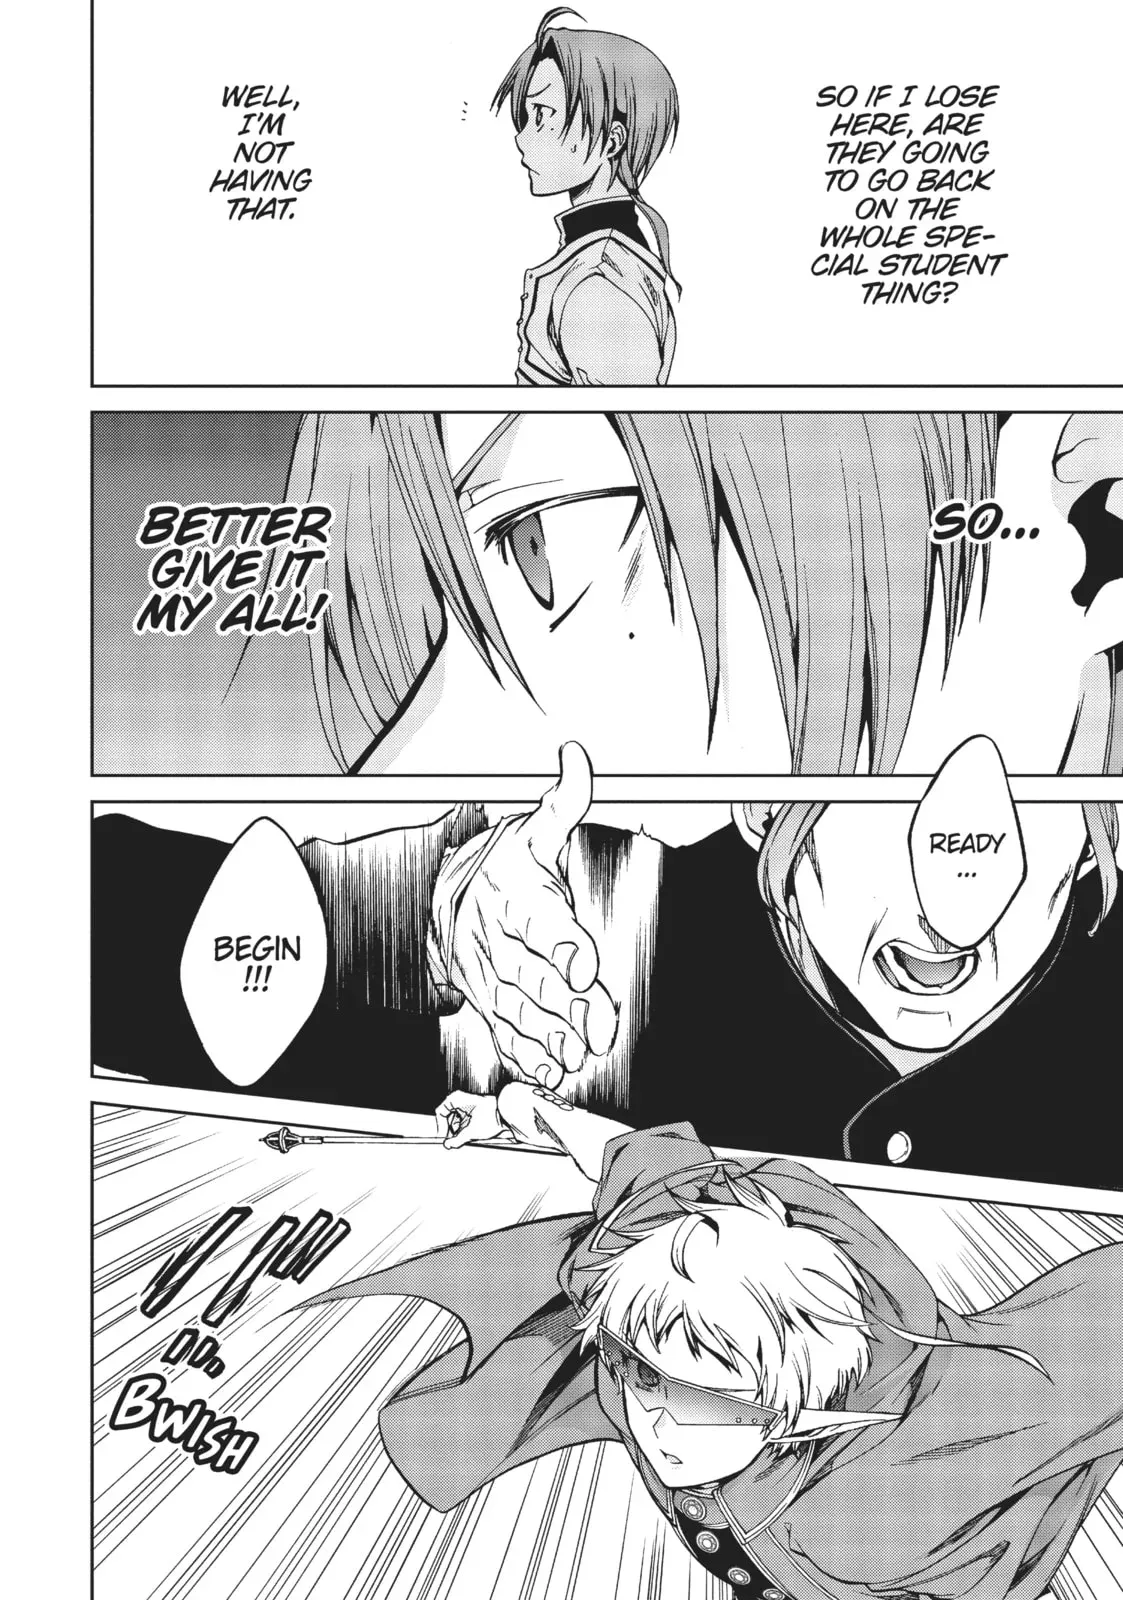 SO IF I LOSE
HERE, ARE
THEY GOING
TO GO BACK
ON THE
WHOLE SPE-
CIAL STUDENT
THING?
WELL,
I'M
NOT
HAVING
THAT.
SO...
BETTER
GIVE IT
MY ALL!
READY
...
BEGIN
!!!
BWISH